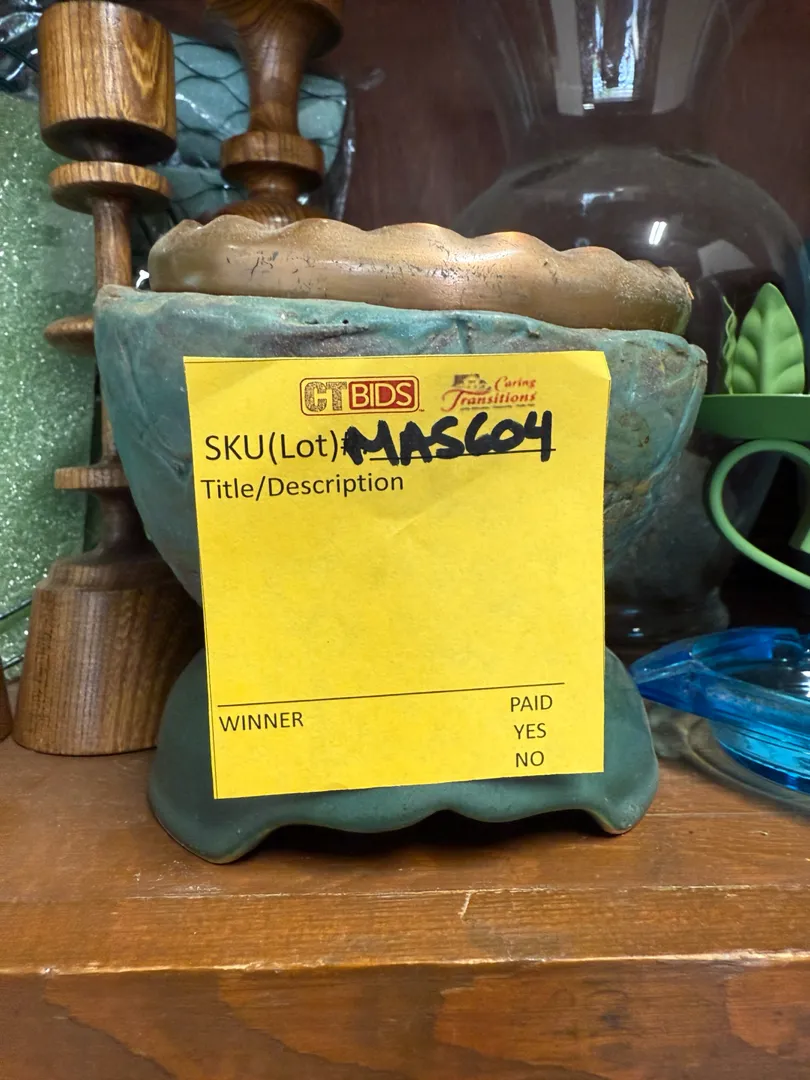 CTBIDS
Caring
Transitions
SKU(Lot)# MAS604
Title/Description
WINNER
PAID
YES
NO